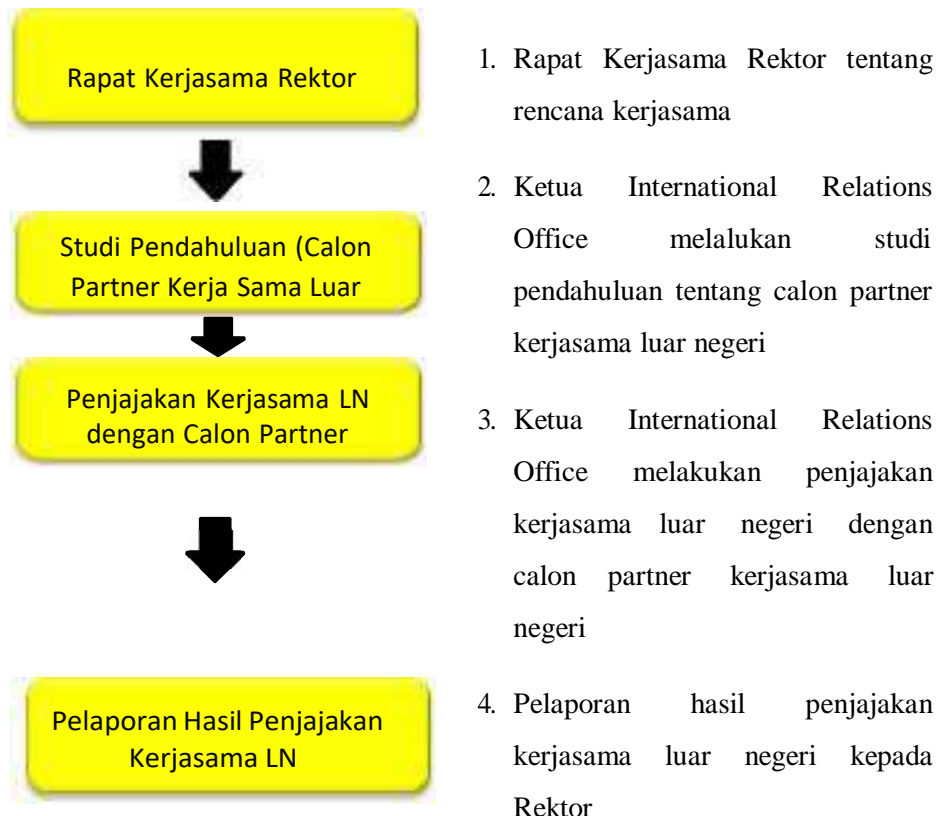 Rapat Kerjasama Rektor
Studi Pendahuluan (Calon
Partner Kerja Sama Luar
Penjajakan Kerjasama LN
dengan Calon Partner
Pelaporan Hasil Penjajakan
Kerjasama LN
1. Rapat Kerjasama Rektor tentang
rencana kerjasama
2. Ketua International Relations
Office melalukan studi
pendahuluan tentang calon partner
kerjasama luar negeri
3. Ketua International Relations
Office melakukan penjajakan
kerjasama luar negeri dengan
calon partner kerjasama luar
negeri
4. Pelaporan hasil penjajakan
kerjasama luar negeri kepada
Rektor